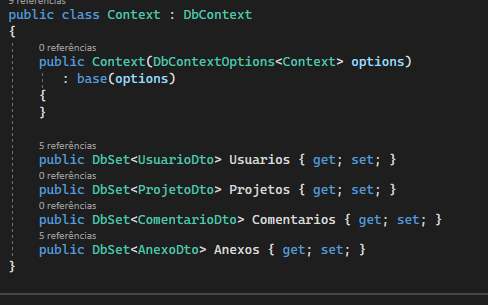 9 referências
public class Context : DbContext
{
0 referências
public Context(DbContextOptions<Context> options)
: base(options)
{
}
5 referências
public DbSet<UsuarioDto> Usuarios { get; set; }
0 referências
public DbSet<ProjetoDto> Projetos { get; set; }
0 referências
public DbSet<ComentarioDto> Comentarios { get; set; }
5 referências
public DbSet<AnexoDto> Anexos { get; set; }
}